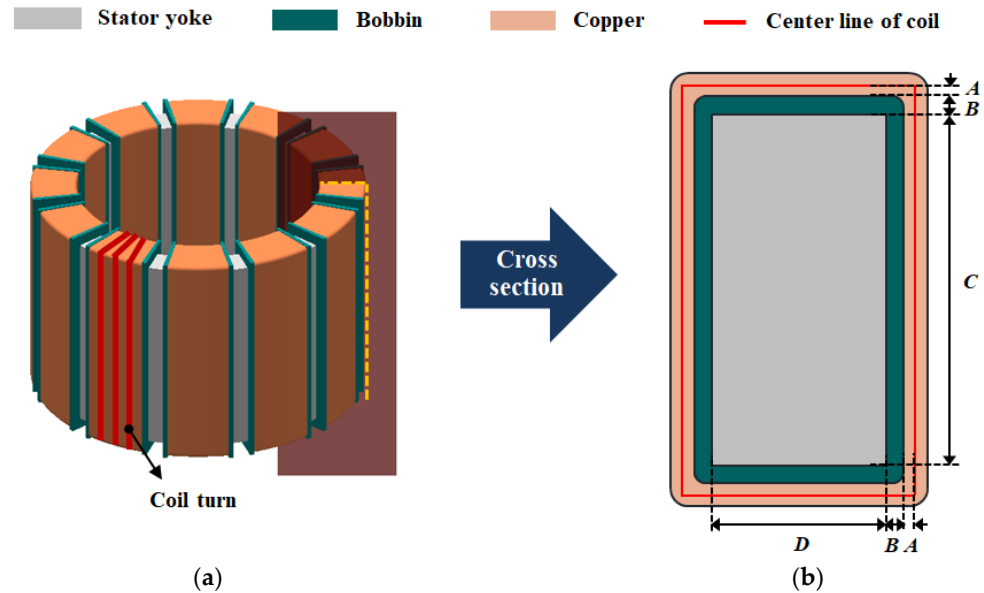 Stator yoke Bobbin Copper Center line of coil
A
B
Cross
section
C
Coil turn
D B A
(a) (b)